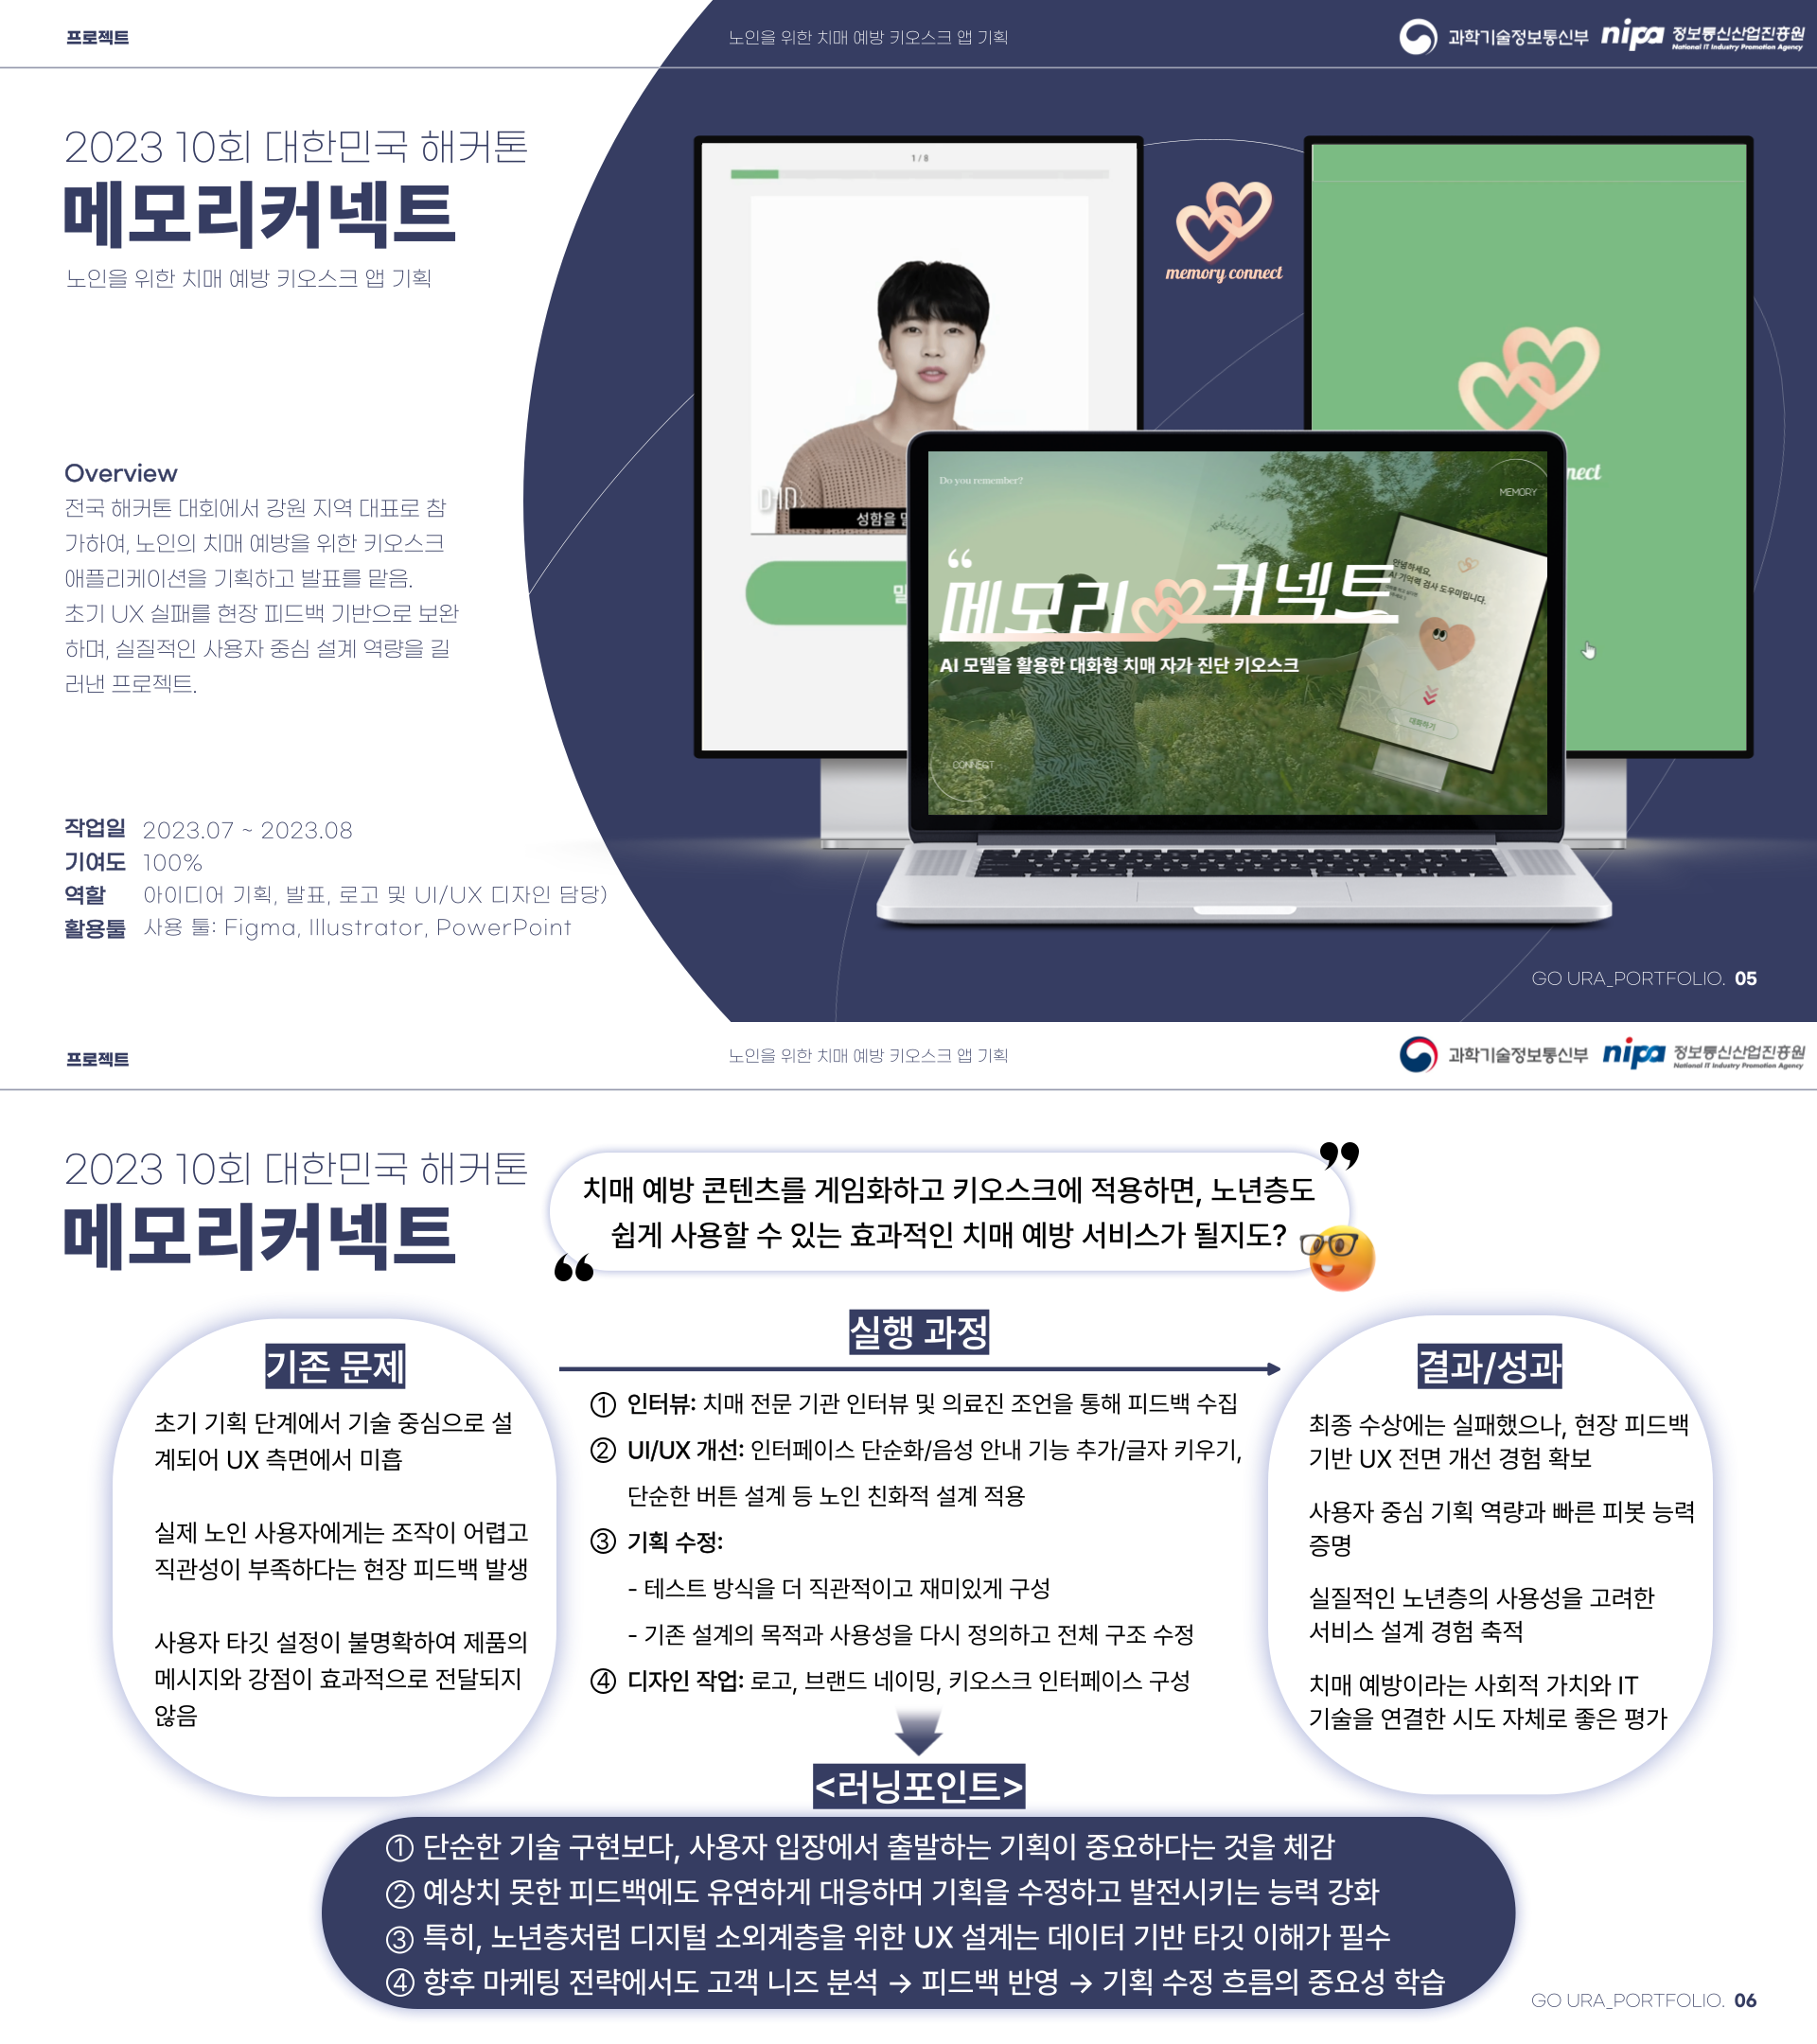 프로젝트
노인을 위한 치매 예방 키오스크 앱 기획
과학기술정보통신부
nipa 정보통신산업진흥원
National IT Industry Promotion Agency
2023 10회 대한민국 해커톤
메모리커넥트
노인을 위한 치매 예방 키오스크 앱 기획
Overview
전국 해커톤 대회에서 강원 지역 대표로 참
가하여, 노인의 치매 예방을 위한 키오스크
애플리케이션을 기획하고 발표를 맡음.
초기 UX 실패를 현장 피드백 기반으로 보완
하며, 실질적인 사용자 중심 설계 역량을 길
러낸 프로젝트.
작업일 2023.07 ~ 2023.08
기여도 100%
역할 아이디어 기획, 발표, 로고 및 UI/UX 디자인 담당)
활용툴 사용 툴: Figma, Illustrator, PowerPoint
1 / 8
성함을
memory connect
nect
Do you remember?
MEMORY
“
메모리커넥트
AI 모델을 활용한 대화형 치매 자가 진단 키오스크
CONNECT
안녕하세요.
AI 기억력 검사 도우미입니다.
대화하기
GO URA_PORTFOLIO. 05
프로젝트
노인을 위한 치매 예방 키오스크 앱 기획
과학기술정보통신부
nipa 정보통신산업진흥원
National IT Industry Promotion Agency
2023 10회 대한민국 해커톤
메모리커넥트
“치매 예방 콘텐츠를 게임화하고 키오스크에 적용하면, 노년층도
쉽게 사용할 수 있는 효과적인 치매 예방 서비스가 될지도?”
기존 문제
초기 기획 단계에서 기술 중심으로 설
계되어 UX 측면에서 미흡
실제 노인 사용자에게는 조작이 어렵고
직관성이 부족하다는 현장 피드백 발생
사용자 타깃 설정이 불명확하여 제품의
메시지와 강점이 효과적으로 전달되지
않음
실행 과정
① 인터뷰: 치매 전문 기관 인터뷰 및 의료진 조언을 통해 피드백 수집
② UI/UX 개선: 인터페이스 단순화/음성 안내 기능 추가/글자 키우기,
단순한 버튼 설계 등 노인 친화적 설계 적용
③ 기획 수정:
- 테스트 방식을 더 직관적이고 재미있게 구성
- 기존 설계의 목적과 사용성을 다시 정의하고 전체 구조 수정
④ 디자인 작업: 로고, 브랜드 네이밍, 키오스크 인터페이스 구성
결과/성과
최종 수상에는 실패했으나, 현장 피드백
기반 UX 전면 개선 경험 확보
사용자 중심 기획 역량과 빠른 피봇 능력
증명
실질적인 노년층의 사용성을 고려한
서비스 설계 경험 축적
치매 예방이라는 사회적 가치와 IT
기술을 연결한 시도 자체로 좋은 평가
<러닝포인트>
① 단순한 기술 구현보다, 사용자 입장에서 출발하는 기획이 중요하다는 것을 체감
② 예상치 못한 피드백에도 유연하게 대응하며 기획을 수정하고 발전시키는 능력 강화
③ 특히, 노년층처럼 디지털 소외계층을 위한 UX 설계는 데이터 기반 타깃 이해가 필수
④ 향후 마케팅 전략에서도 고객 니즈 분석 → 피드백 반영 → 기획 수정 흐름의 중요성 학습
GO URA_PORTFOLIO. 06